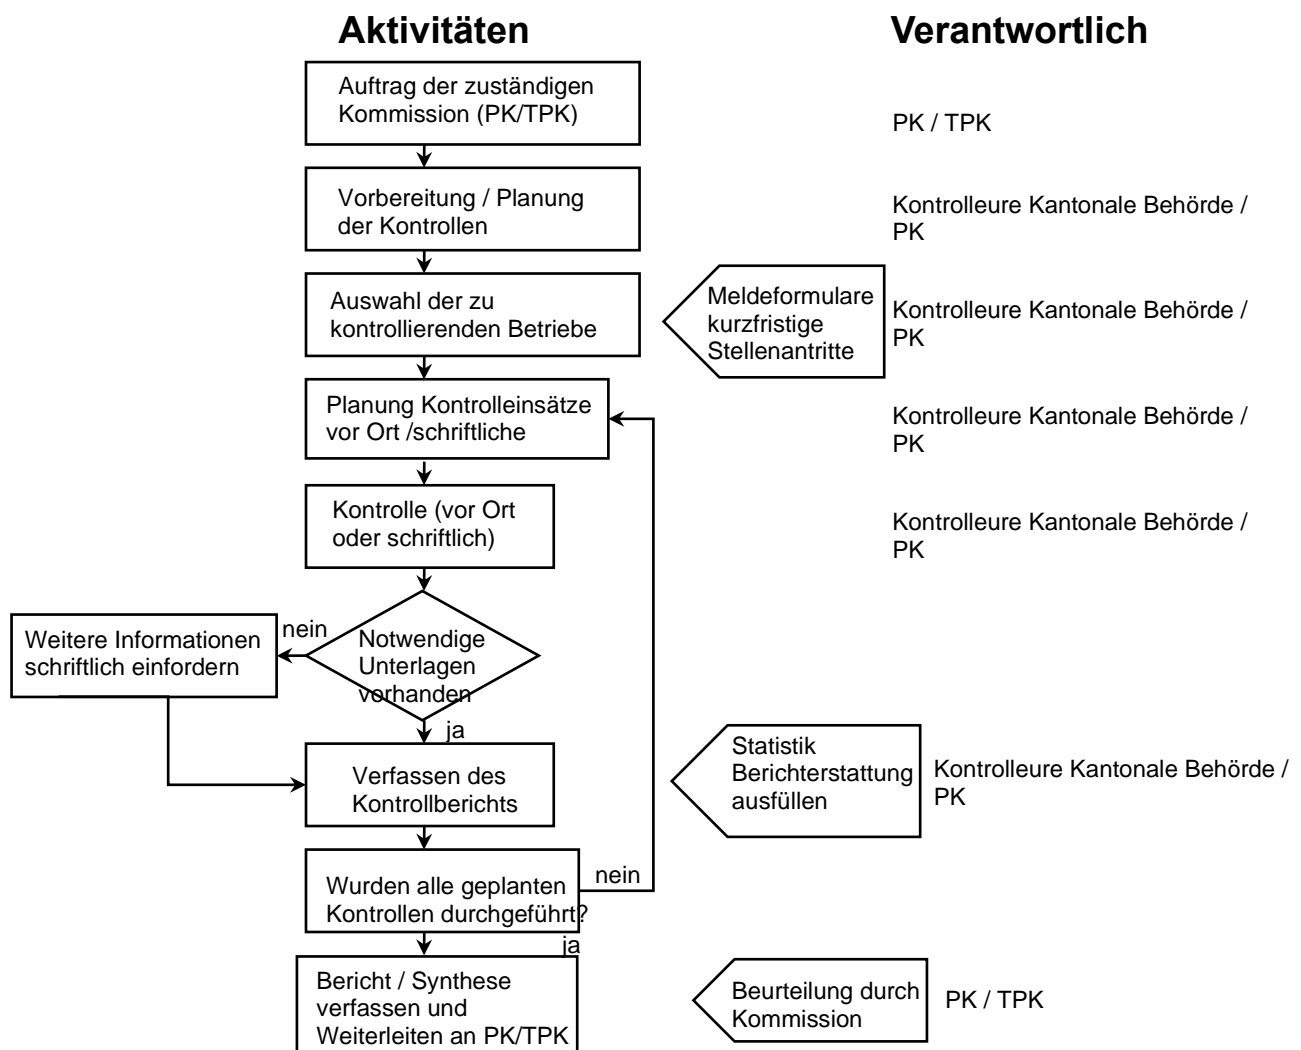 Aktivitäten
Verantwortlich
Auftrag der zuständigen
Kommission (PK/TPK)
PK / TPK
Vorbereitung / Planung
der Kontrollen
Kontrolleure Kantonale Behörde /
PK
Auswahl der zu
kontrollierenden Betriebe
Meldeformulare
kurzfristige
Stellenantritte
Kontrolleure Kantonale Behörde /
PK
Planung Kontrolleinsätze
vor Ort /schriftliche
Kontrolleure Kantonale Behörde /
PK
Kontrolle (vor Ort
oder schriftlich)
Kontrolleure Kantonale Behörde /
PK
Weitere Informationen
schriftlich einfordern
nein
Notwendige
Unterlagen
vorhanden
ja
Verfassen des
Kontrollberichts
Statistik
Berichterstattung
ausfüllen
Kontrolleure Kantonale Behörde /
PK
Wurden alle geplanten
Kontrollen durchgeführt?
nein
ja
Bericht / Synthese
verfassen und
Weiterleiten an PK/TPK
Beurteilung durch
Kommission
PK / TPK